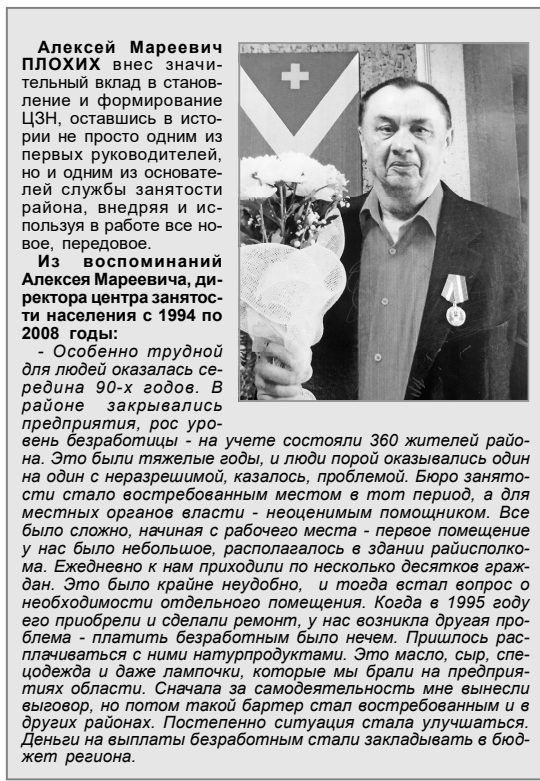 Алексей Мареевич
ПЛОХИХ внес значи-
тельный вклад в станов-
ление и формирование
ЦЗН, оставшись в исто-
рии не просто одним из
первых руководителей,
но и одним из основате-
лей службы занятости
района, внедряя и ис-
пользуя в работе все но-
вое, передовое.
Из воспоминаний
Алексея Мареевича, ди-
ректора центра занятос-
ти населения с 1994 по
2008 годы:
- Особенно трудной
для людей оказалась се-
редина 90-х годов. В
районе закрывались
предприятия, рос уро-
вень безработицы - на учете состояли 360 жителей райо-
на. Это были тяжелые годы, и люди порой оказывались один
на один с неразрешимой, казалось, проблемой. Бюро занято-
сти стало востребованным местом в тот период, а для
местных органов власти - неоценимым помощником. Все
было сложно, начиная с рабочего места - первое помещение
у нас было небольшое, располагалось в здании райисполко-
ма. Ежедневно к нам приходили по несколько десятков граж-
дан. Это было крайне неудобно, и тогда встал вопрос о
необходимости отдельного помещения. Когда в 1995 году
его приобрели и сделали ремонт, у нас возникла другая про-
блема - платить безработным было нечем. Пришлось рас-
плачиваться с ними натурпродуктами. Это масло, сыр, спе-
цодежда и даже лампочки, которые мы брали на предприя-
тиях области. Сначала за самодеятельность мне вынесли
выговор, но потом такой бартер стал востребованным и в
других районах. Постепенно ситуация стала улучшаться.
Деньги на выплаты безработным стали закладывать в бюд-
жет региона.